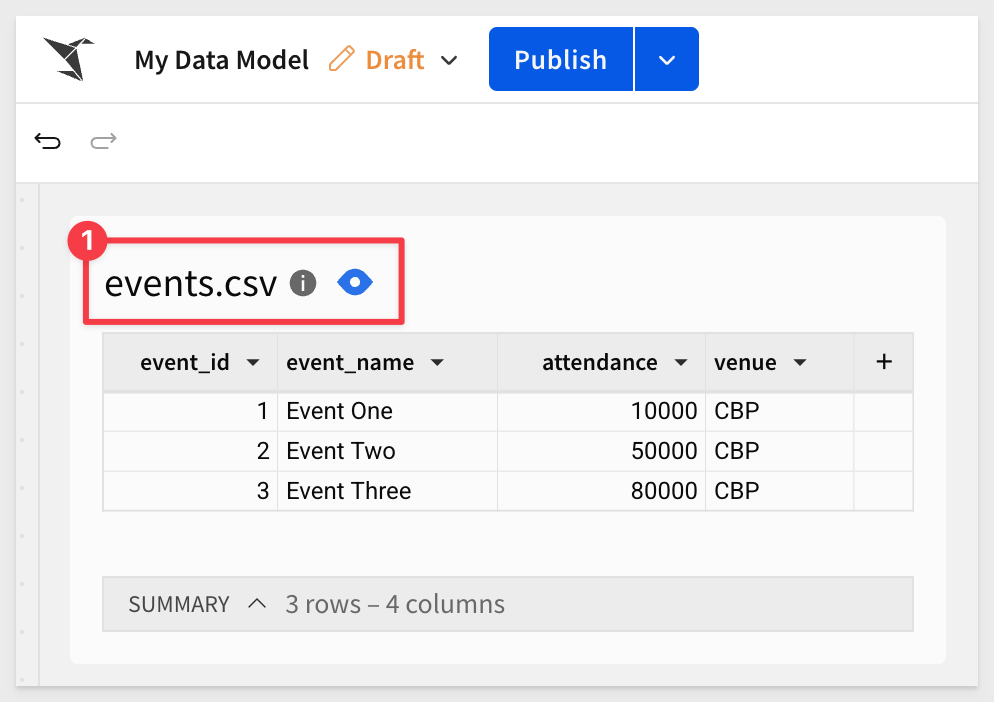 My Data Model Draft Publish
1
events.csv i
event_id event_name attendance venue +
1 Event One 10000 CBP
2 Event Two 50000 CBP
3 Event Three 80000 CBP
SUMMARY 3 rows – 4 columns